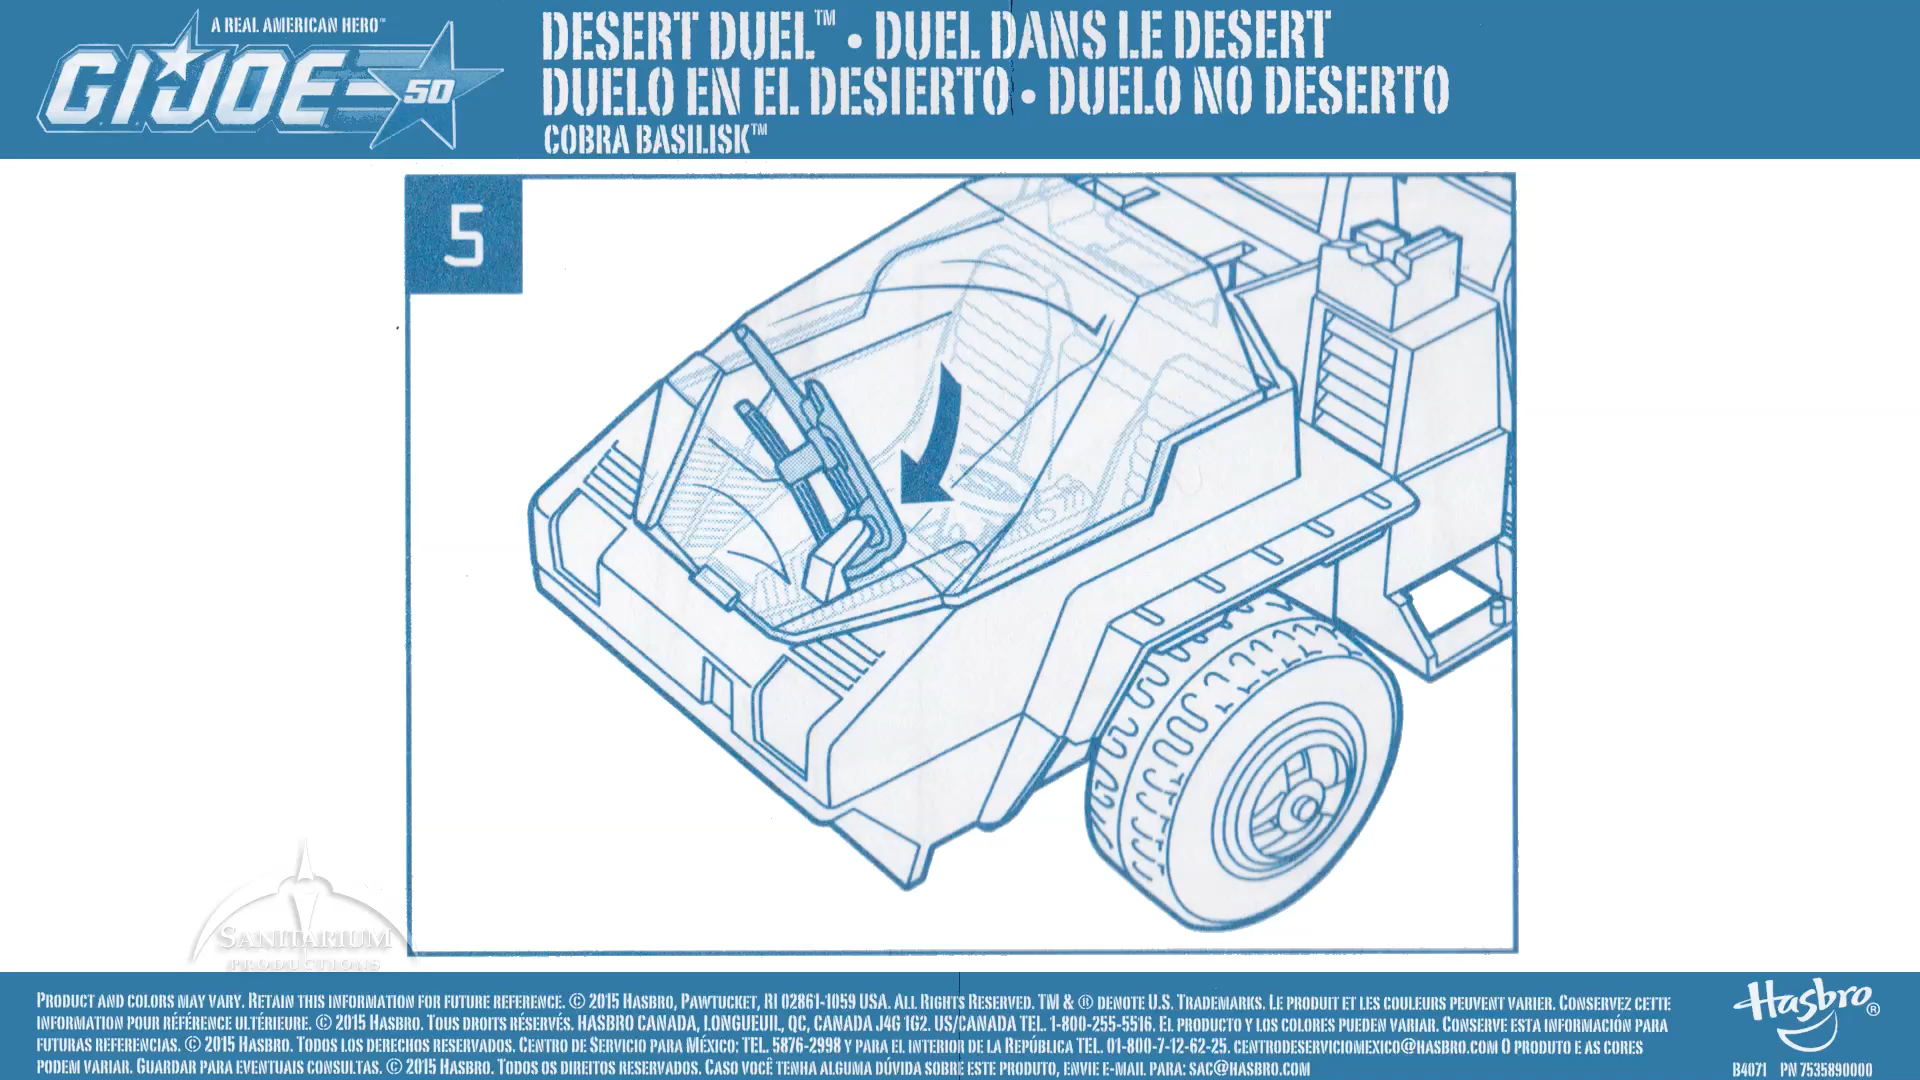 A REAL AMERICAN HERO™
G.I. JOE 50
DESERT DUEL™ • DUEL DANS LE DESERT
DUELO EN EL DESIERTO • DUELO NO DESERTO
COBRA BASILISK™
5
SANITARIUM
PRODUCTIONS
PRODUCT AND COLORS MAY VARY. RETAIN THIS INFORMATION FOR FUTURE REFERENCE. © 2015 HASBRO, PAWTUCKET, RI 02861-1059 USA. ALL RIGHTS RESERVED. TM & ® DENOTE U.S. TRADEMARKS. LE PRODUIT ET LES COULEURS PEUVENT VARIER. CONSERVEZ CETTE
INFORMATION POUR RÉFÉRENCE ULTÉRIEURE. © 2015 HASBRO. TOUS DROITS RÉSERVÉS. HASBRO CANADA, LONGUEUIL, QC, CANADA J4G 1G2. US/CANADA TEL. 1-800-255-5516. EL PRODUCTO Y LOS COLORES PUEDEN VARIAR. CONSERVE ESTA INFORMACIÓN PARA
FUTURAS REFERENCIAS. © 2015 HASBRO. TODOS LOS DERECHOS RESERVADOS. CENTRO DE SERVICIO PARA MÉXICO: TEL. 5876-2998 Y PARA EL INTERIOR DE LA REPÚBLICA TEL. 01-800-7-12-62-25. CENTRODESERVICIOMEXICO@HASBRO.COM O PRODUTO E AS CORES
PODEM VARIAR. GUARDAR PARA EVENTUAIS CONSULTAS. © 2015 HASBRO. TODOS OS DIREITOS RESERVADOS. CASO VOCÊ TENHA ALGUMA DÚVIDA SOBRE ESTE PRODUTO, ENVIE E-MAIL PARA: SAC@HASBRO.COM
Hasbro®
B4071 PN 7535890000